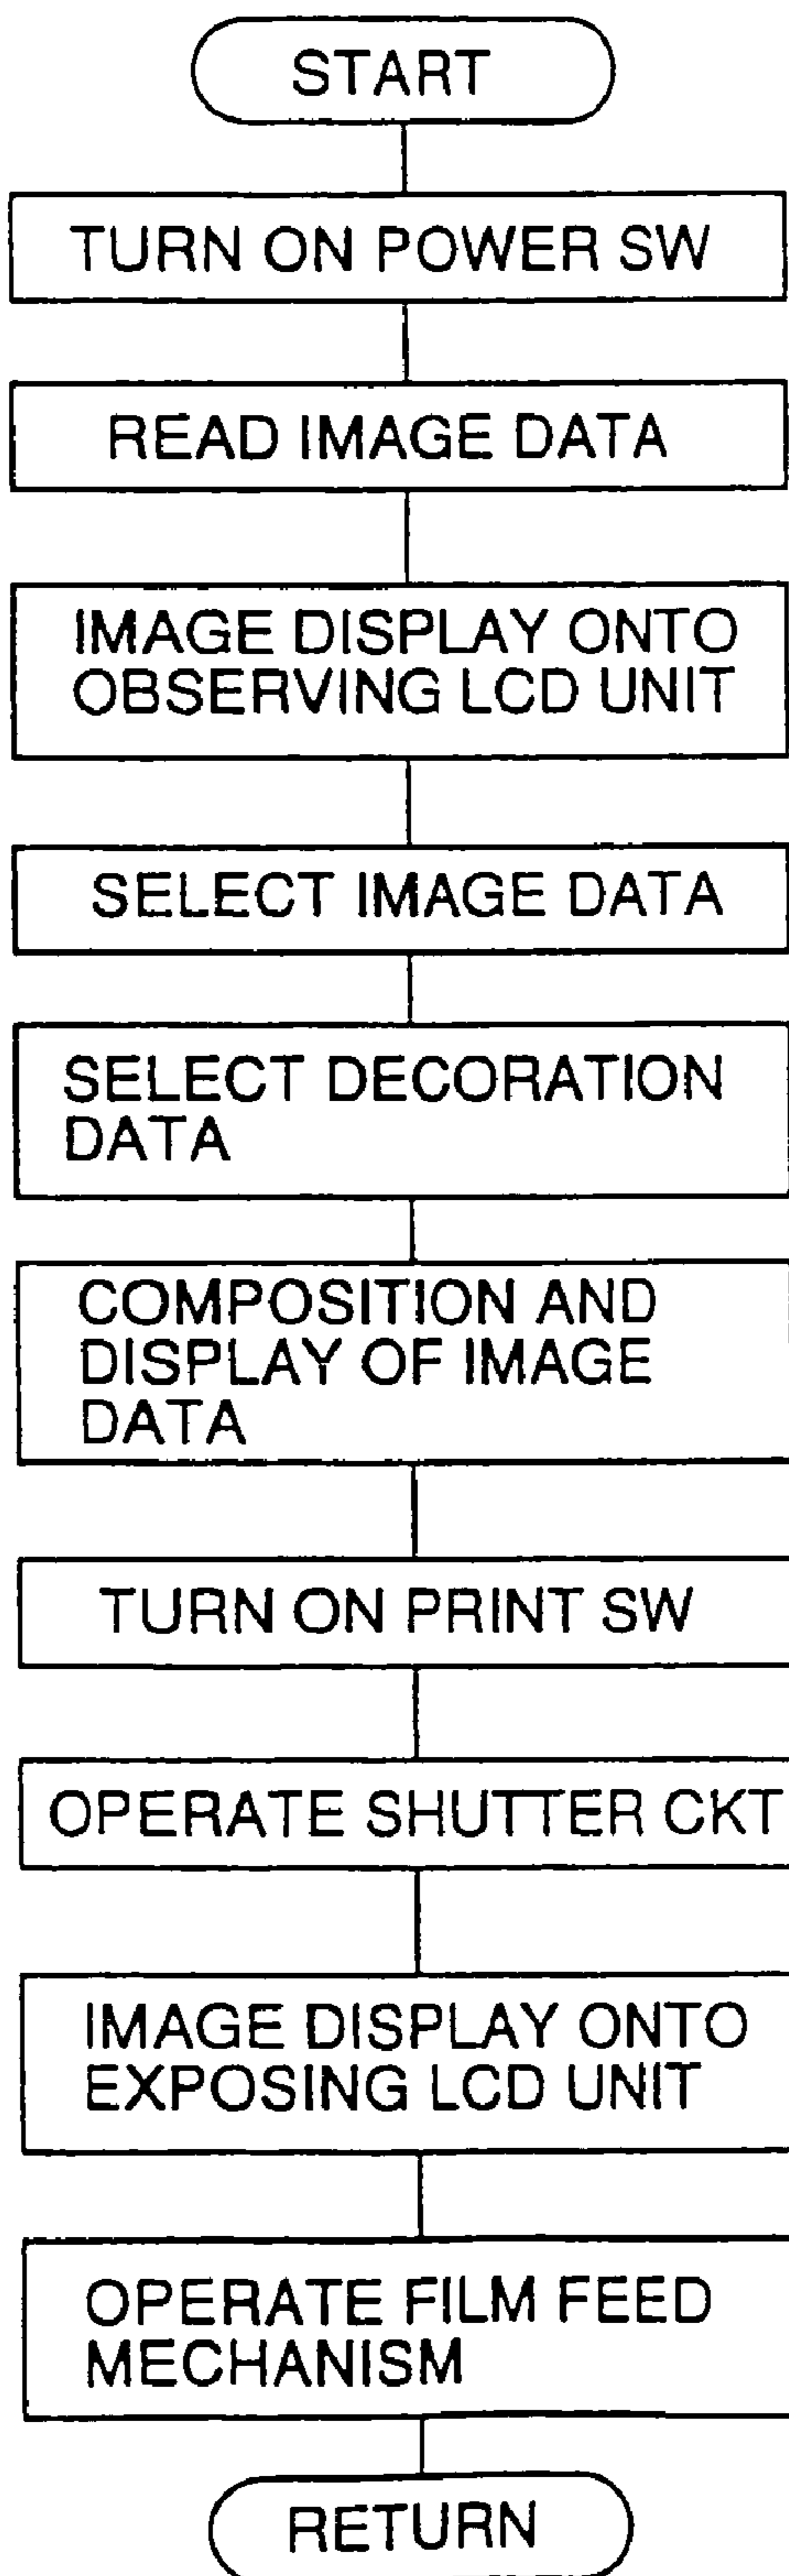 START
TURN ON POWER SW
READ IMAGE DATA
IMAGE DISPLAY ONTO
OBSERVING LCD UNIT
SELECT IMAGE DATA
SELECT DECORATION
DATA
COMPOSITION AND
DISPLAY OF IMAGE
DATA
TURN ON PRINT SW
OPERATE SHUTTER CKT
IMAGE DISPLAY ONTO
EXPOSING LCD UNIT
OPERATE FILM FEED
MECHANISM
RETURN